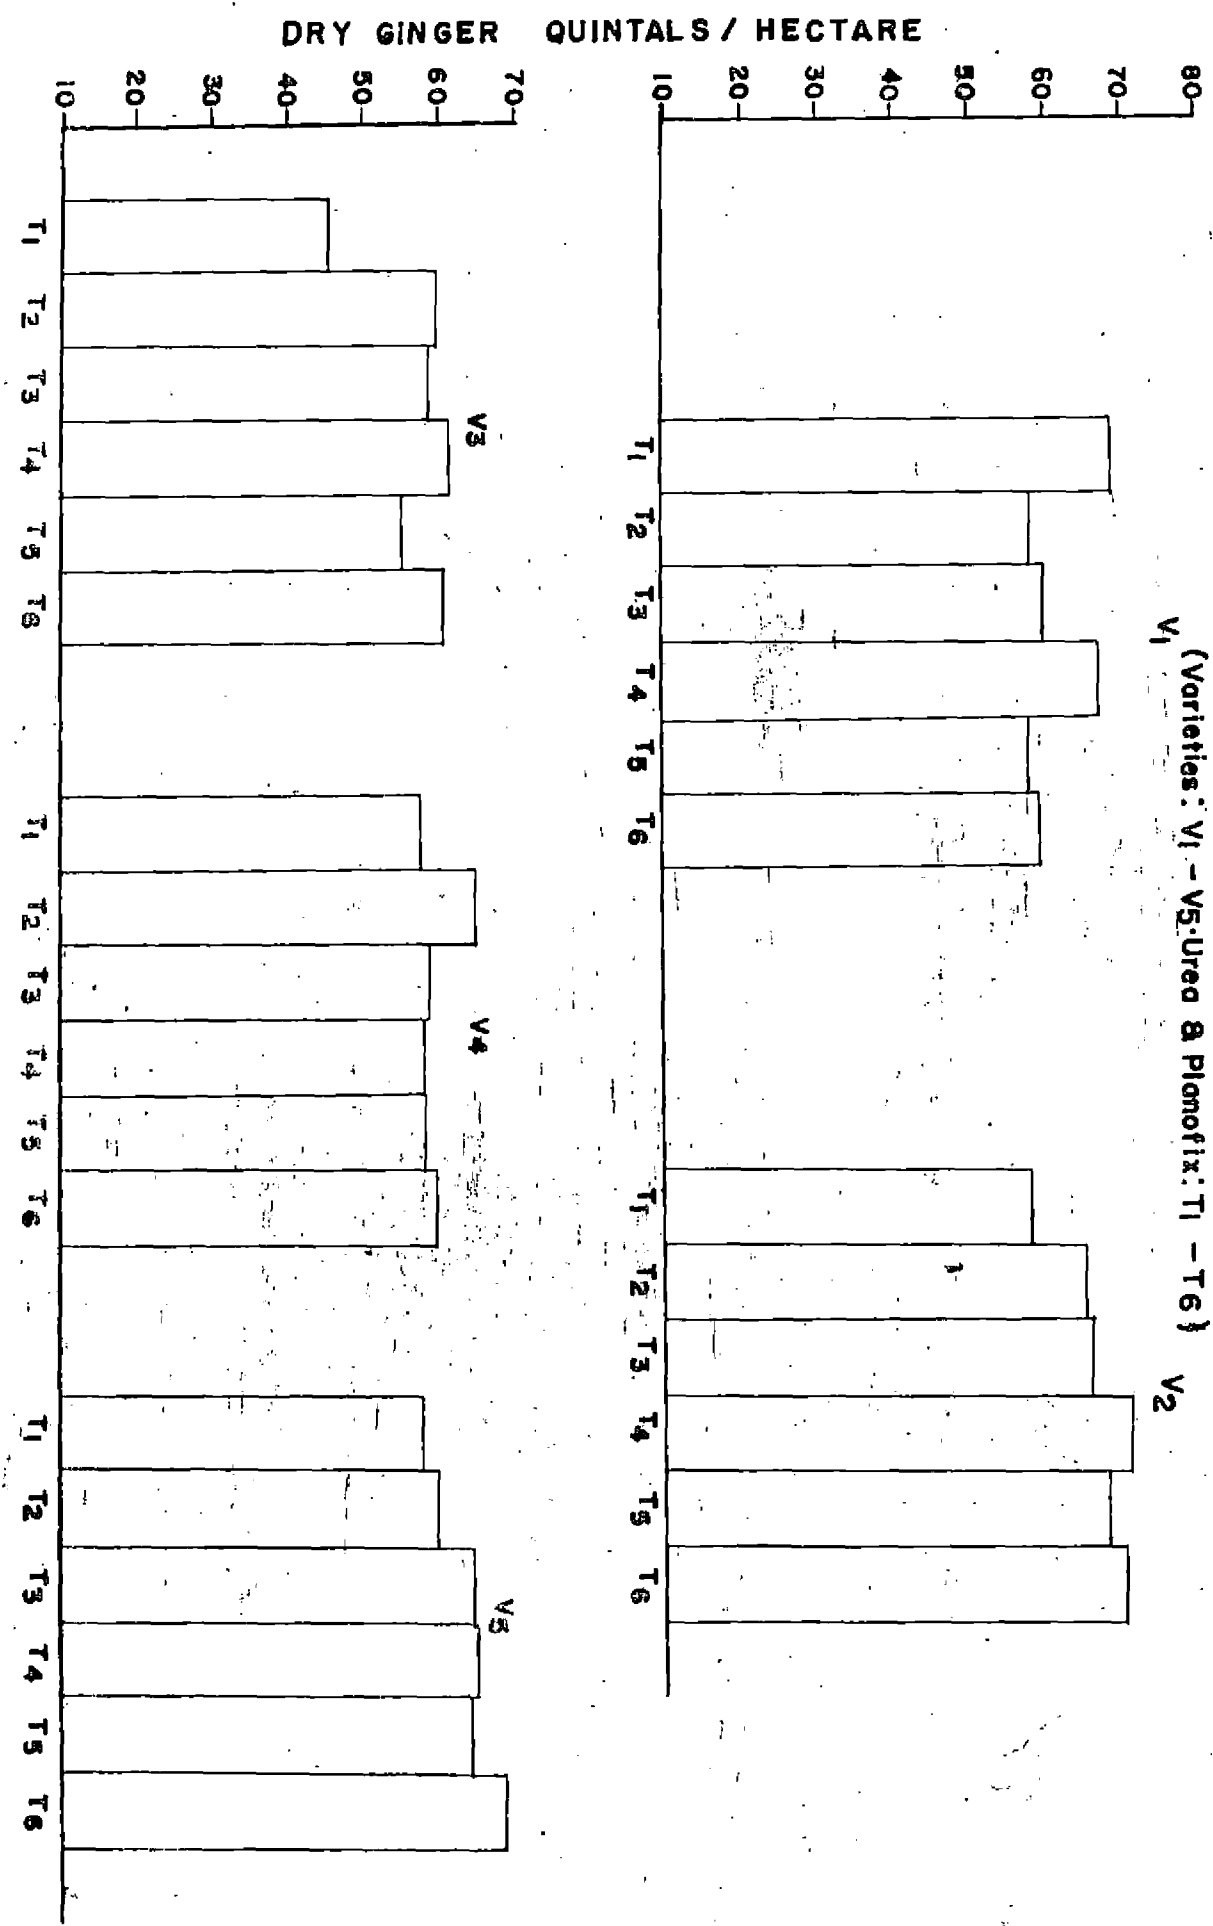 (Varieties: V1 - V5. Urea & Planofix: T1 - T6)
V1
V2
DRY GINGER QUINTALS / HECTARE
80
70
60
50
40
30
20
10
T1 T2 T3 T4 T5 T6
T1 T2 T3 T4 T5 T6
V3
V4
V5
70
60
50
40
30
20
10
T1 T2 T3 T4 T5 T6
T1 T2 T3 T4 T5 T6
T1 T2 T3 T4 T5 T6